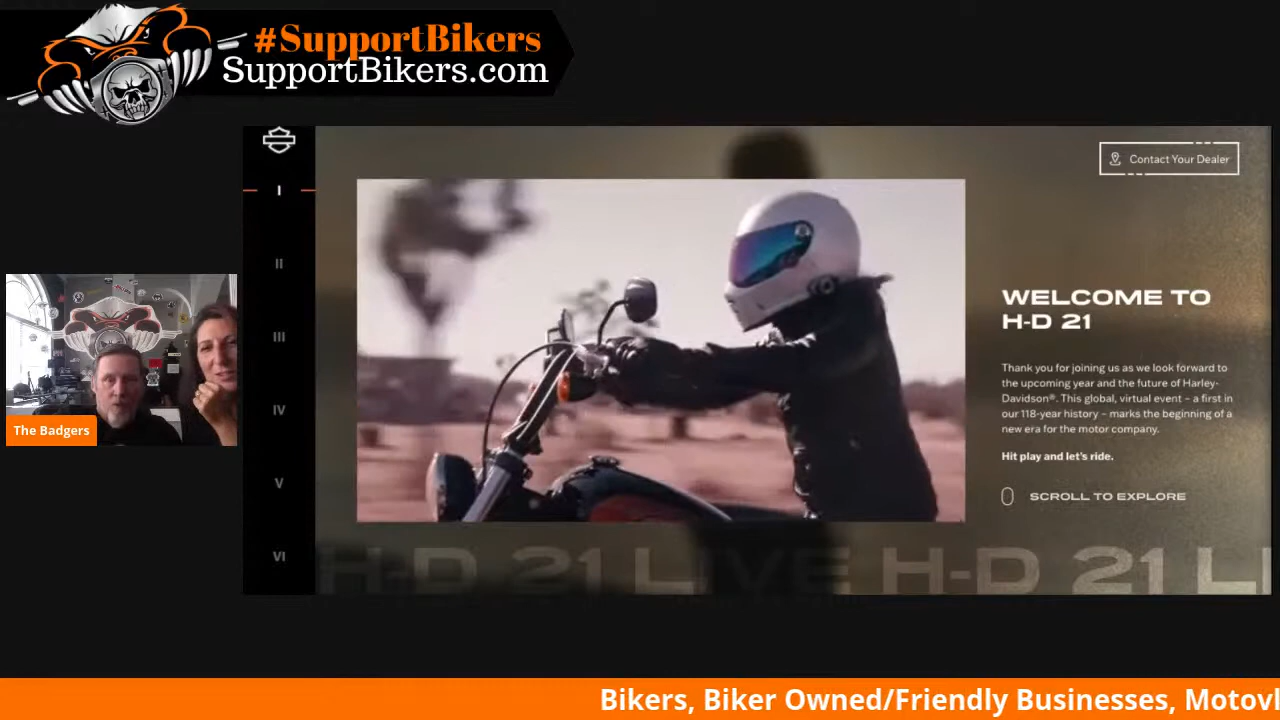 #SupportBikers
SupportBikers.com
I
II
III
IV
V
VI
Contact Your Dealer
WELCOME TO
H-D 21
Thank you for joining us as we look forward to
the upcoming year and the future of Harley-
Davidson®. This global, virtual event – a first in
our 118-year history – marks the beginning of a
new era for the motor company.
Hit play and let's ride.
SCROLL TO EXPLORE
H-D 21 LIVE H-D 21 LI
The Badgers
Bikers, Biker Owned/Friendly Businesses, Motovl